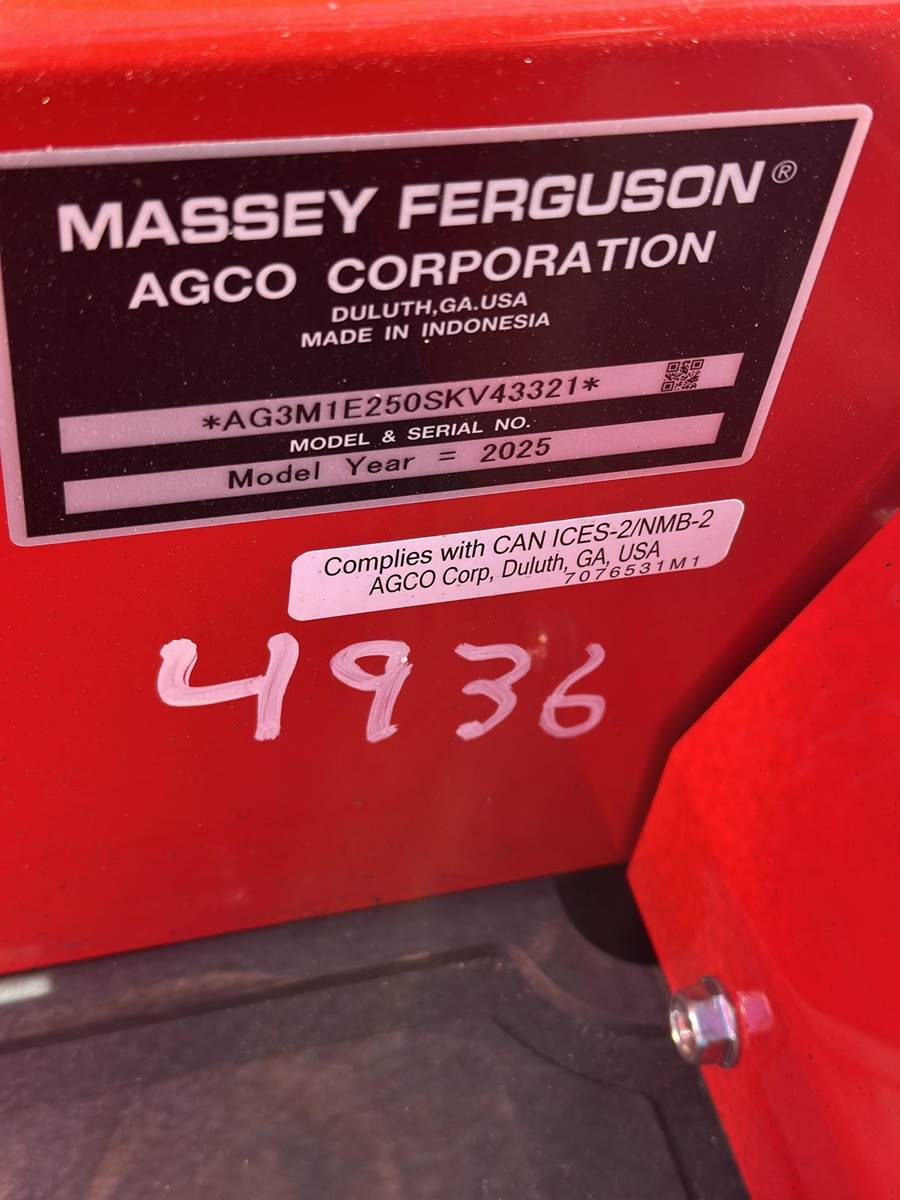 MASSEY FERGUSON®
AGCO CORPORATION
DULUTH,GA.USA
MADE IN INDONESIA
*AG3M1E250SKV43321*
MODEL & SERIAL NO.
Model Year = 2025
Complies with CAN ICES-2/NMB-2
AGCO Corp, Duluth, GA, USA
7076531M1
4936